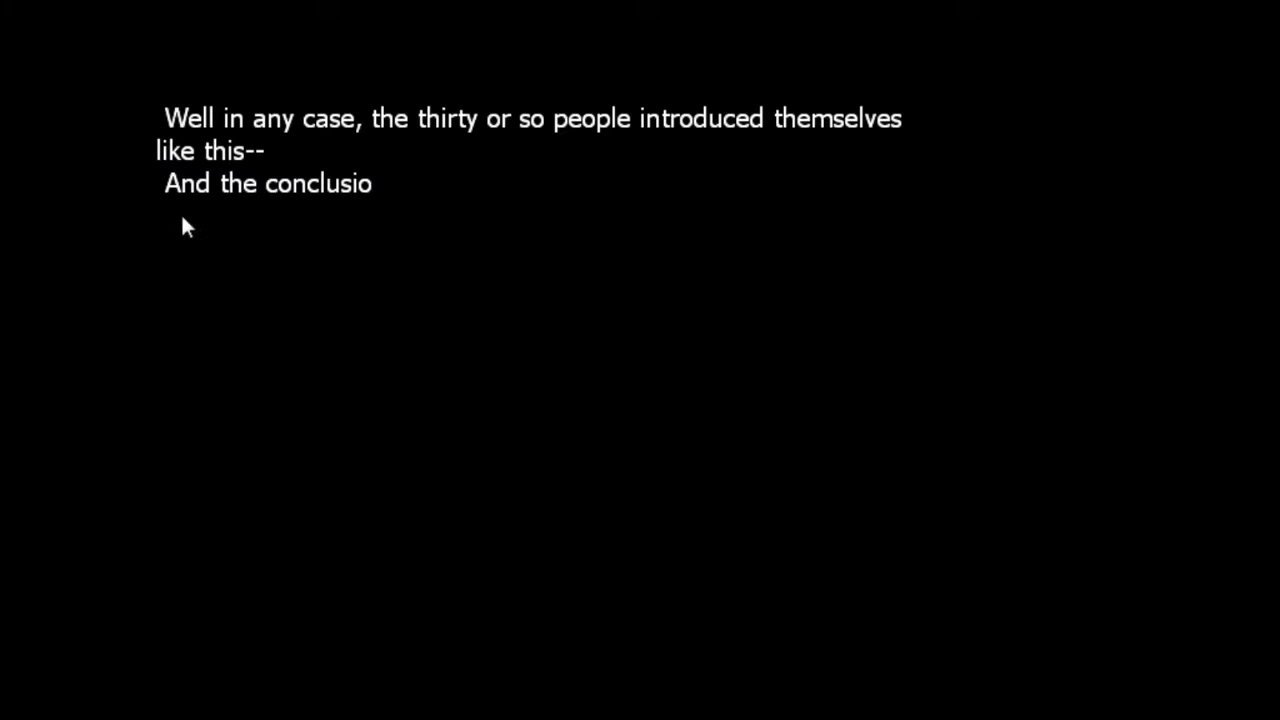 Well in any case, the thirty or so people introduced themselves
like this--
And the conclusio